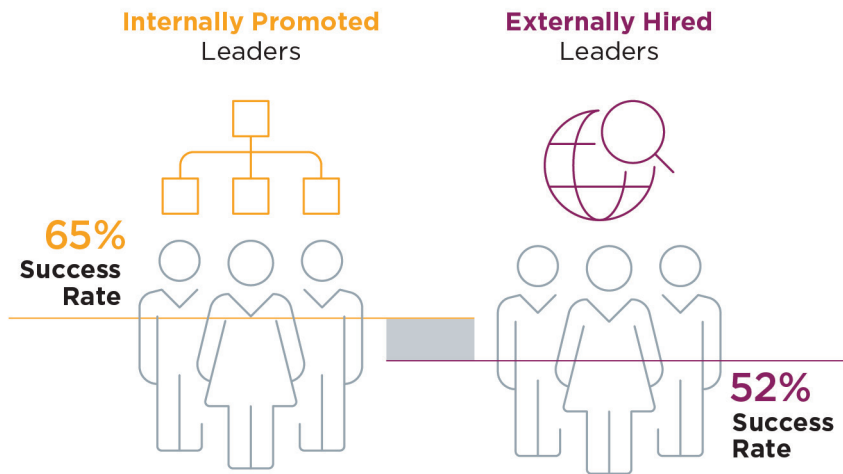 Internally Promoted
Leaders
Externally Hired
Leaders
65%
Success
Rate
52%
Success
Rate